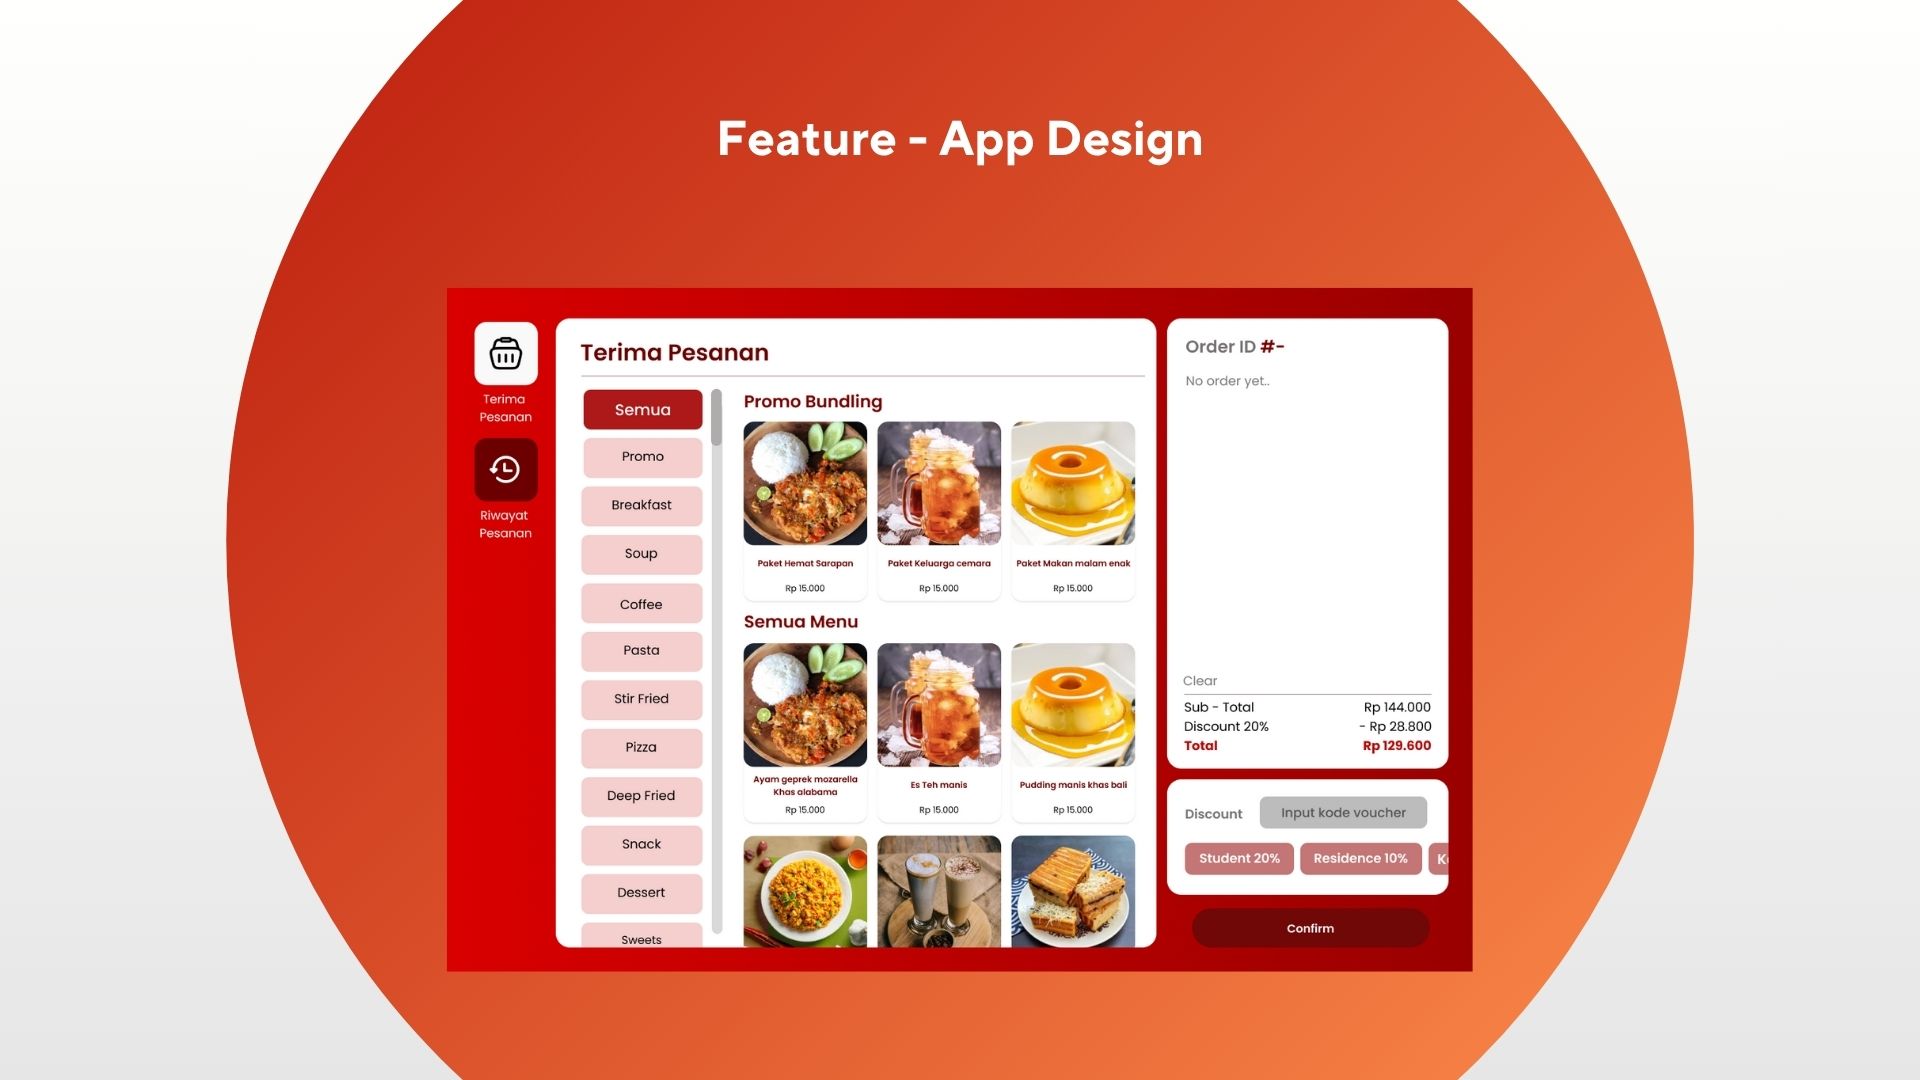 Feature - App Design
Terima
Pesanan
Riwayat
Pesanan
Terima Pesanan
Semua
Promo
Breakfast
Soup
Coffee
Pasta
Stir Fried
Pizza
Deep Fried
Snack
Dessert
Sweets
Promo Bundling
Paket Hemat Sarapan
Rp 15.000
Paket Keluarga cemara
Rp 15.000
Paket Makan malam enak
Rp 15.000
Semua Menu
Ayam geprek mozarella
Khas alabama
Rp 15.000
Es Teh manis
Rp 15.000
Pudding manis khas bali
Rp 15.000
Order ID #-
No order yet..
Clear
Sub - Total Rp 144.000
Discount 20% - Rp 28.800
Total Rp 129.600
Discount Input kode voucher
Student 20% Residence 10%
Confirm